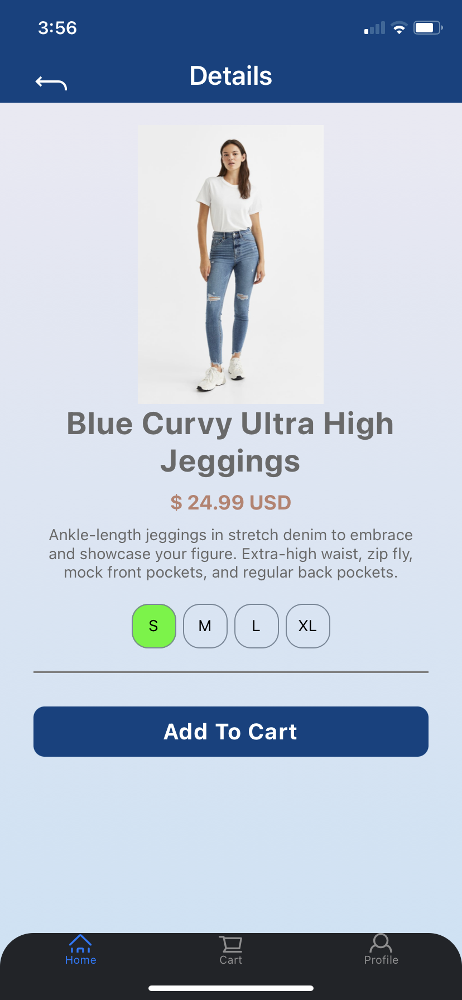 3:56
Details
Blue Curvy Ultra High
Jeggings
$ 24.99 USD
Ankle-length jeggings in stretch denim to embrace
and showcase your figure. Extra-high waist, zip fly,
mock front pockets, and regular back pockets.
S M L XL
Add To Cart
Home Cart Profile